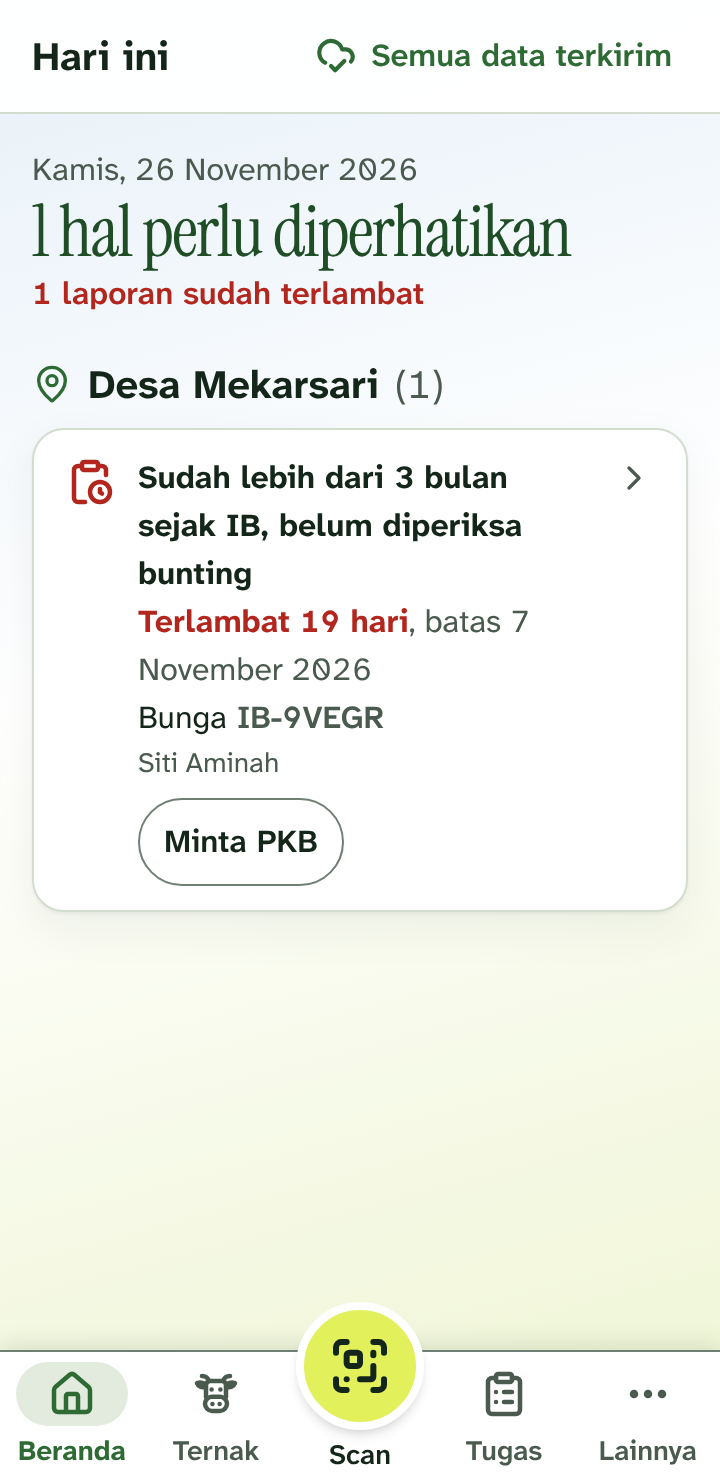 Hari ini
Semua data terkirim
Kamis, 26 November 2026
1 hal perlu diperhatikan
1 laporan sudah terlambat
Desa Mekarsari (1)
Sudah lebih dari 3 bulan
sejak IB, belum diperiksa
bunting
Terlambat 19 hari, batas 7
November 2026
Bunga IB-9VEGR
Siti Aminah
Minta PKB
Beranda
Ternak
Scan
Tugas
Lainnya